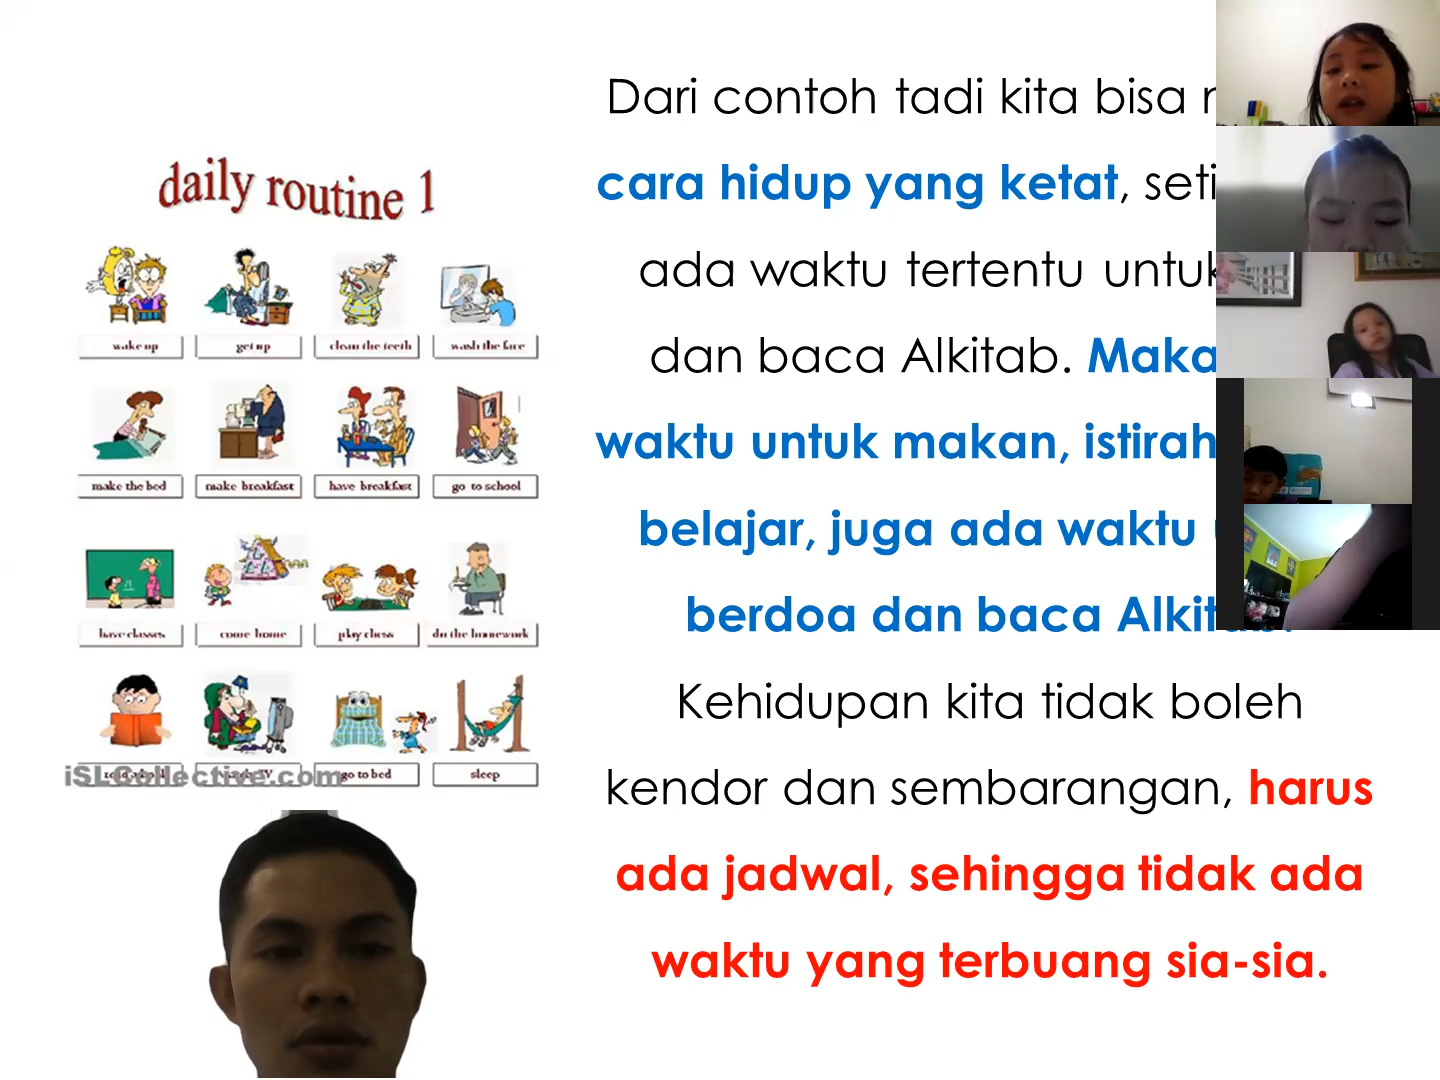 daily routine 1
wake up
get up
clean the teeth
wash the face
make the bed
make breakfast
have breakfast
go to school
have classes
come home
play chess
do the homework
go to bed
sleep
iSLCollective.com
Dari contoh tadi kita bisa
cara hidup yang ketat, seti
ada waktu tertentu untuk
dan baca Alkitab. Maka
waktu untuk makan, istirah
belajar, juga ada waktu
berdoa dan baca Alkitab.
Kehidupan kita tidak boleh
kendor dan sembarangan, harus
ada jadwal, sehingga tidak ada
waktu yang terbuang sia-sia.